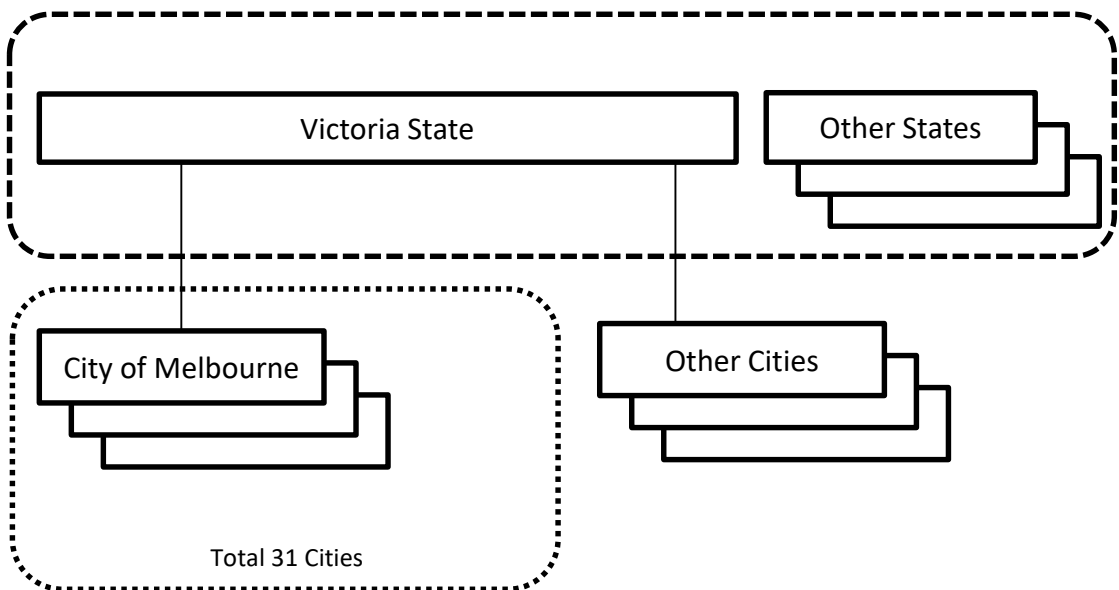 Victoria State
Other States
City of Melbourne
Other Cities
Total 31 Cities